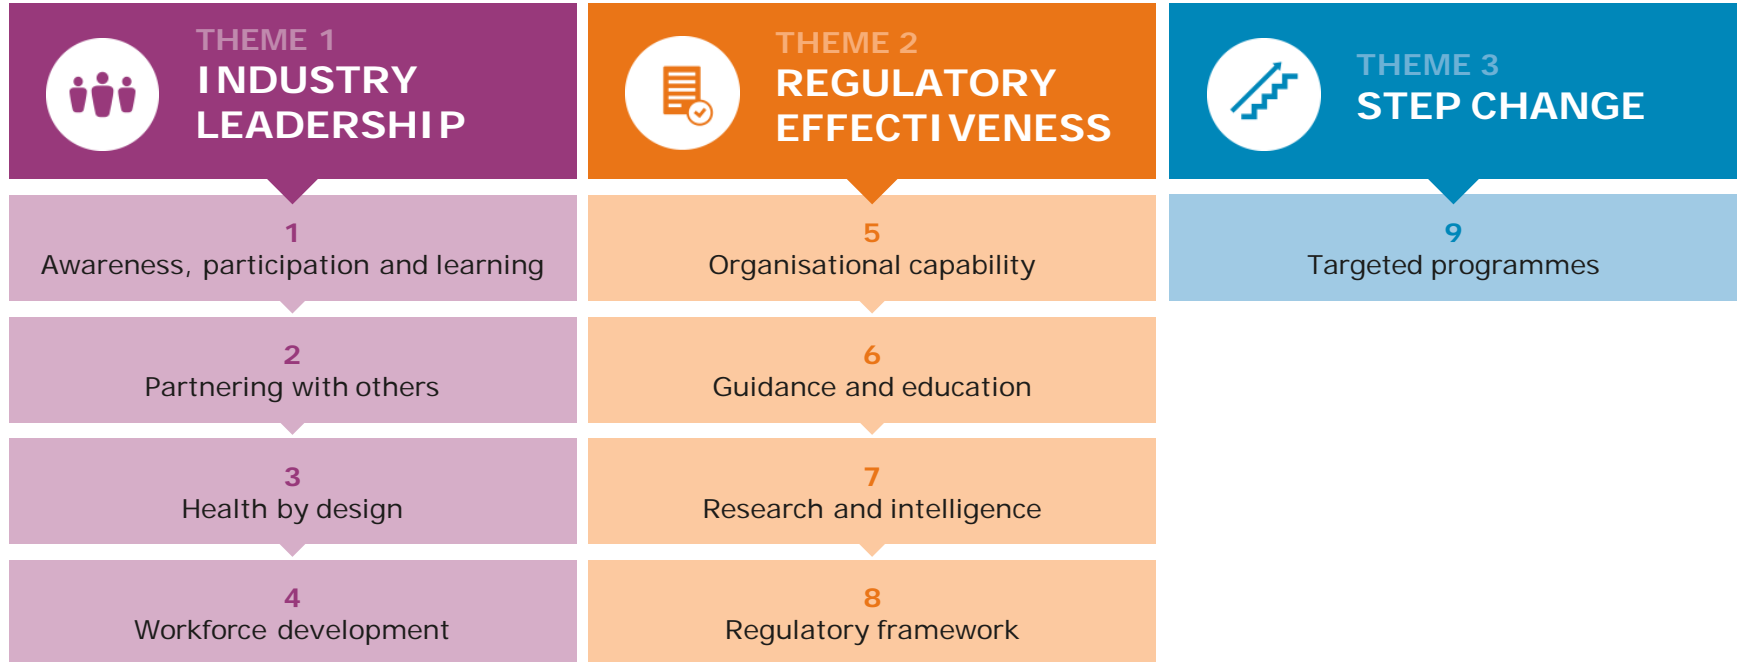 THEME 1
INDUSTRY
LEADERSHIP
1
Awareness, participation and learning
2
Partnering with others
3
Health by design
4
Workforce development
THEME 2
REGULATORY
EFFECTIVENESS
5
Organisational capability
6
Guidance and education
7
Research and intelligence
8
Regulatory framework
THEME 3
STEP CHANGE
9
Targeted programmes